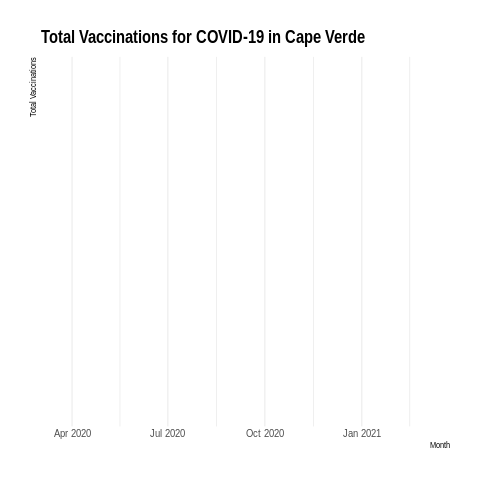 Total Vaccinations for COVID-19 in Cape Verde
Total Vaccinations
Apr 2020
Jul 2020
Oct 2020
Jan 2021
Month